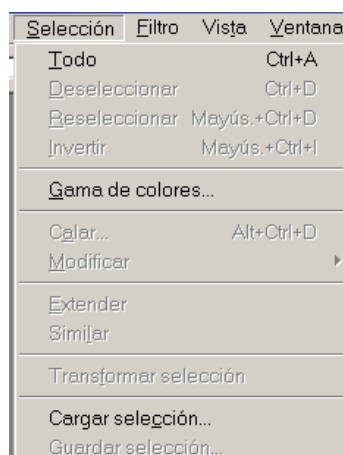 Selección Filtro Vista Ventana
Todo Ctrl+A
Deseleccionar Ctrl+D
Reseleccionar Mayús.+Ctrl+D
Invertir Mayús.+Ctrl+I
Gama de colores...
Calar... Alt+Ctrl+D
Modificar
Extender
Similar
Transformar selección
Cargar selección...
Guardar selección...